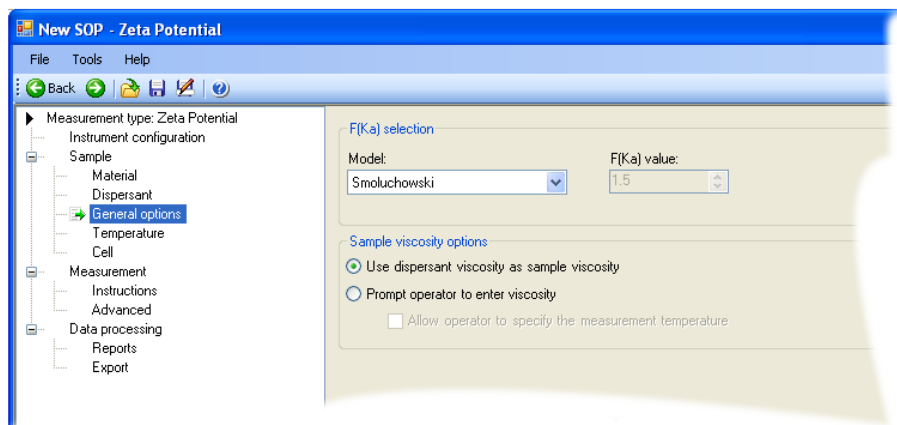 New SOP - Zeta Potential
File Tools Help
Back
Measurement type: Zeta Potential
Instrument configuration
Sample
Material
Dispersant
General options
Temperature
Cell
Measurement
Instructions
Advanced
Data processing
Reports
Export
F(Ka) selection
Model: F(Ka) value:
Smoluchowski 1.5
Sample viscosity options
Use dispersant viscosity as sample viscosity
Prompt operator to enter viscosity
Allow operator to specify the measurement temperature